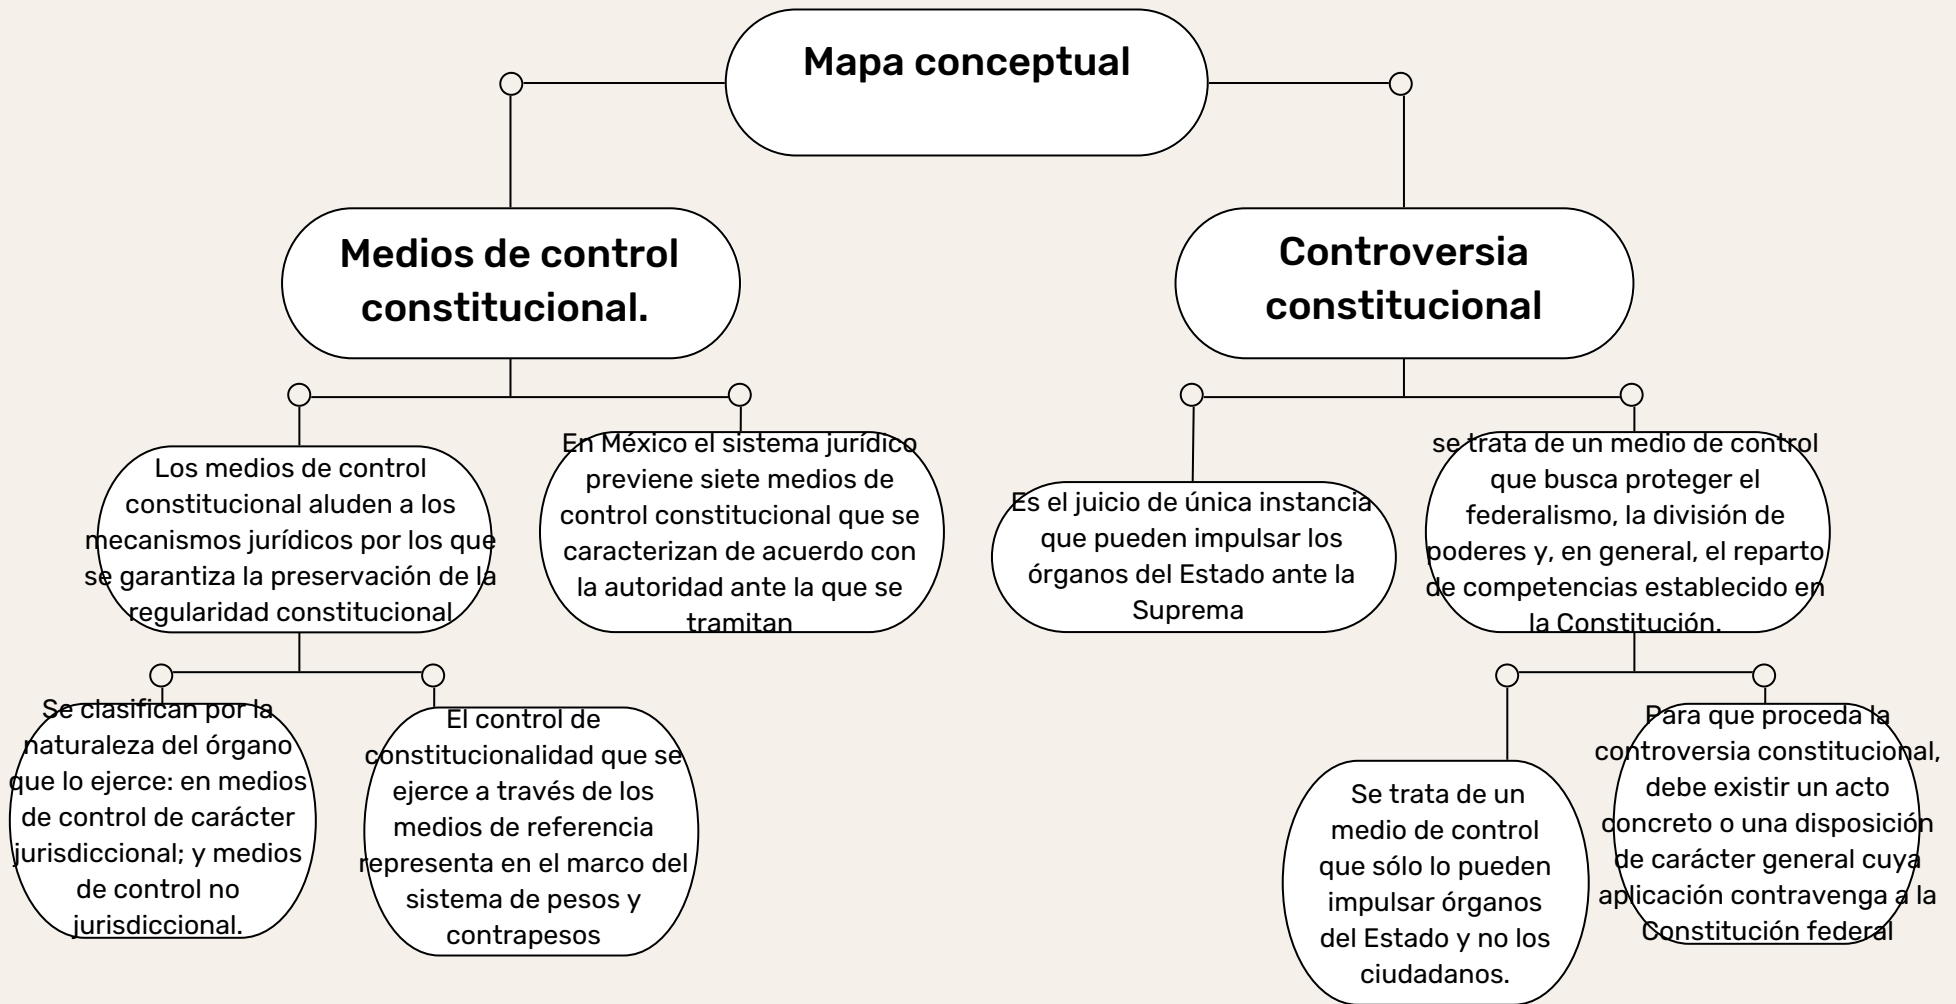 Mapa conceptual
Medios de control
constitucional.
Controversia
constitucional
Los medios de control
constitucional aluden a los
mecanismos jurídicos por los que
se garantiza la preservación de la
regularidad constitucional
En México el sistema jurídico
previene siete medios de
control constitucional que se
caracterizan de acuerdo con
la autoridad ante la que se
tramitan
Es el juicio de única instancia
que pueden impulsar los
órganos del Estado ante la
Suprema
se trata de un medio de control
que busca proteger el
federalismo, la división de
poderes y, en general, el reparto
de competencias establecido en
la Constitución.
Se clasifican por la
naturaleza del órgano
que lo ejerce: en medios
de control de carácter
jurisdiccional; y medios
de control no
jurisdiccional.
El control de
constitucionalidad que se
ejerce a través de los
medios de referencia
representa en el marco del
sistema de pesos y
contrapesos
Se trata de un
medio de control
que sólo lo pueden
impulsar órganos
del Estado y no los
ciudadanos.
Para que proceda la
controversia constitucional,
debe existir un acto
concreto o una disposición
de carácter general cuya
aplicación contravenga a la
Constitución federal